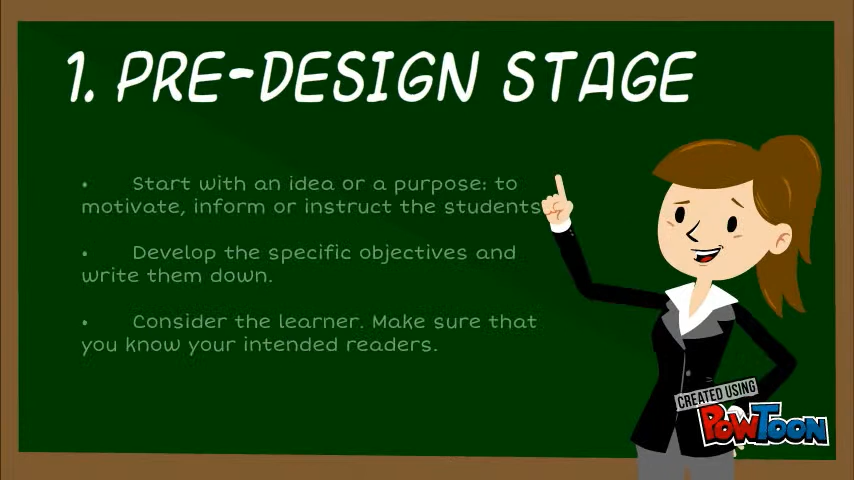 1. PRE-DESIGN STAGE
• Start with an idea or a purpose: to
motivate, inform or instruct the students
• Develop the specific objectives and
write them down.
• Consider the learner. Make sure that
you know your intended readers.
CREATED USING
POWTOON